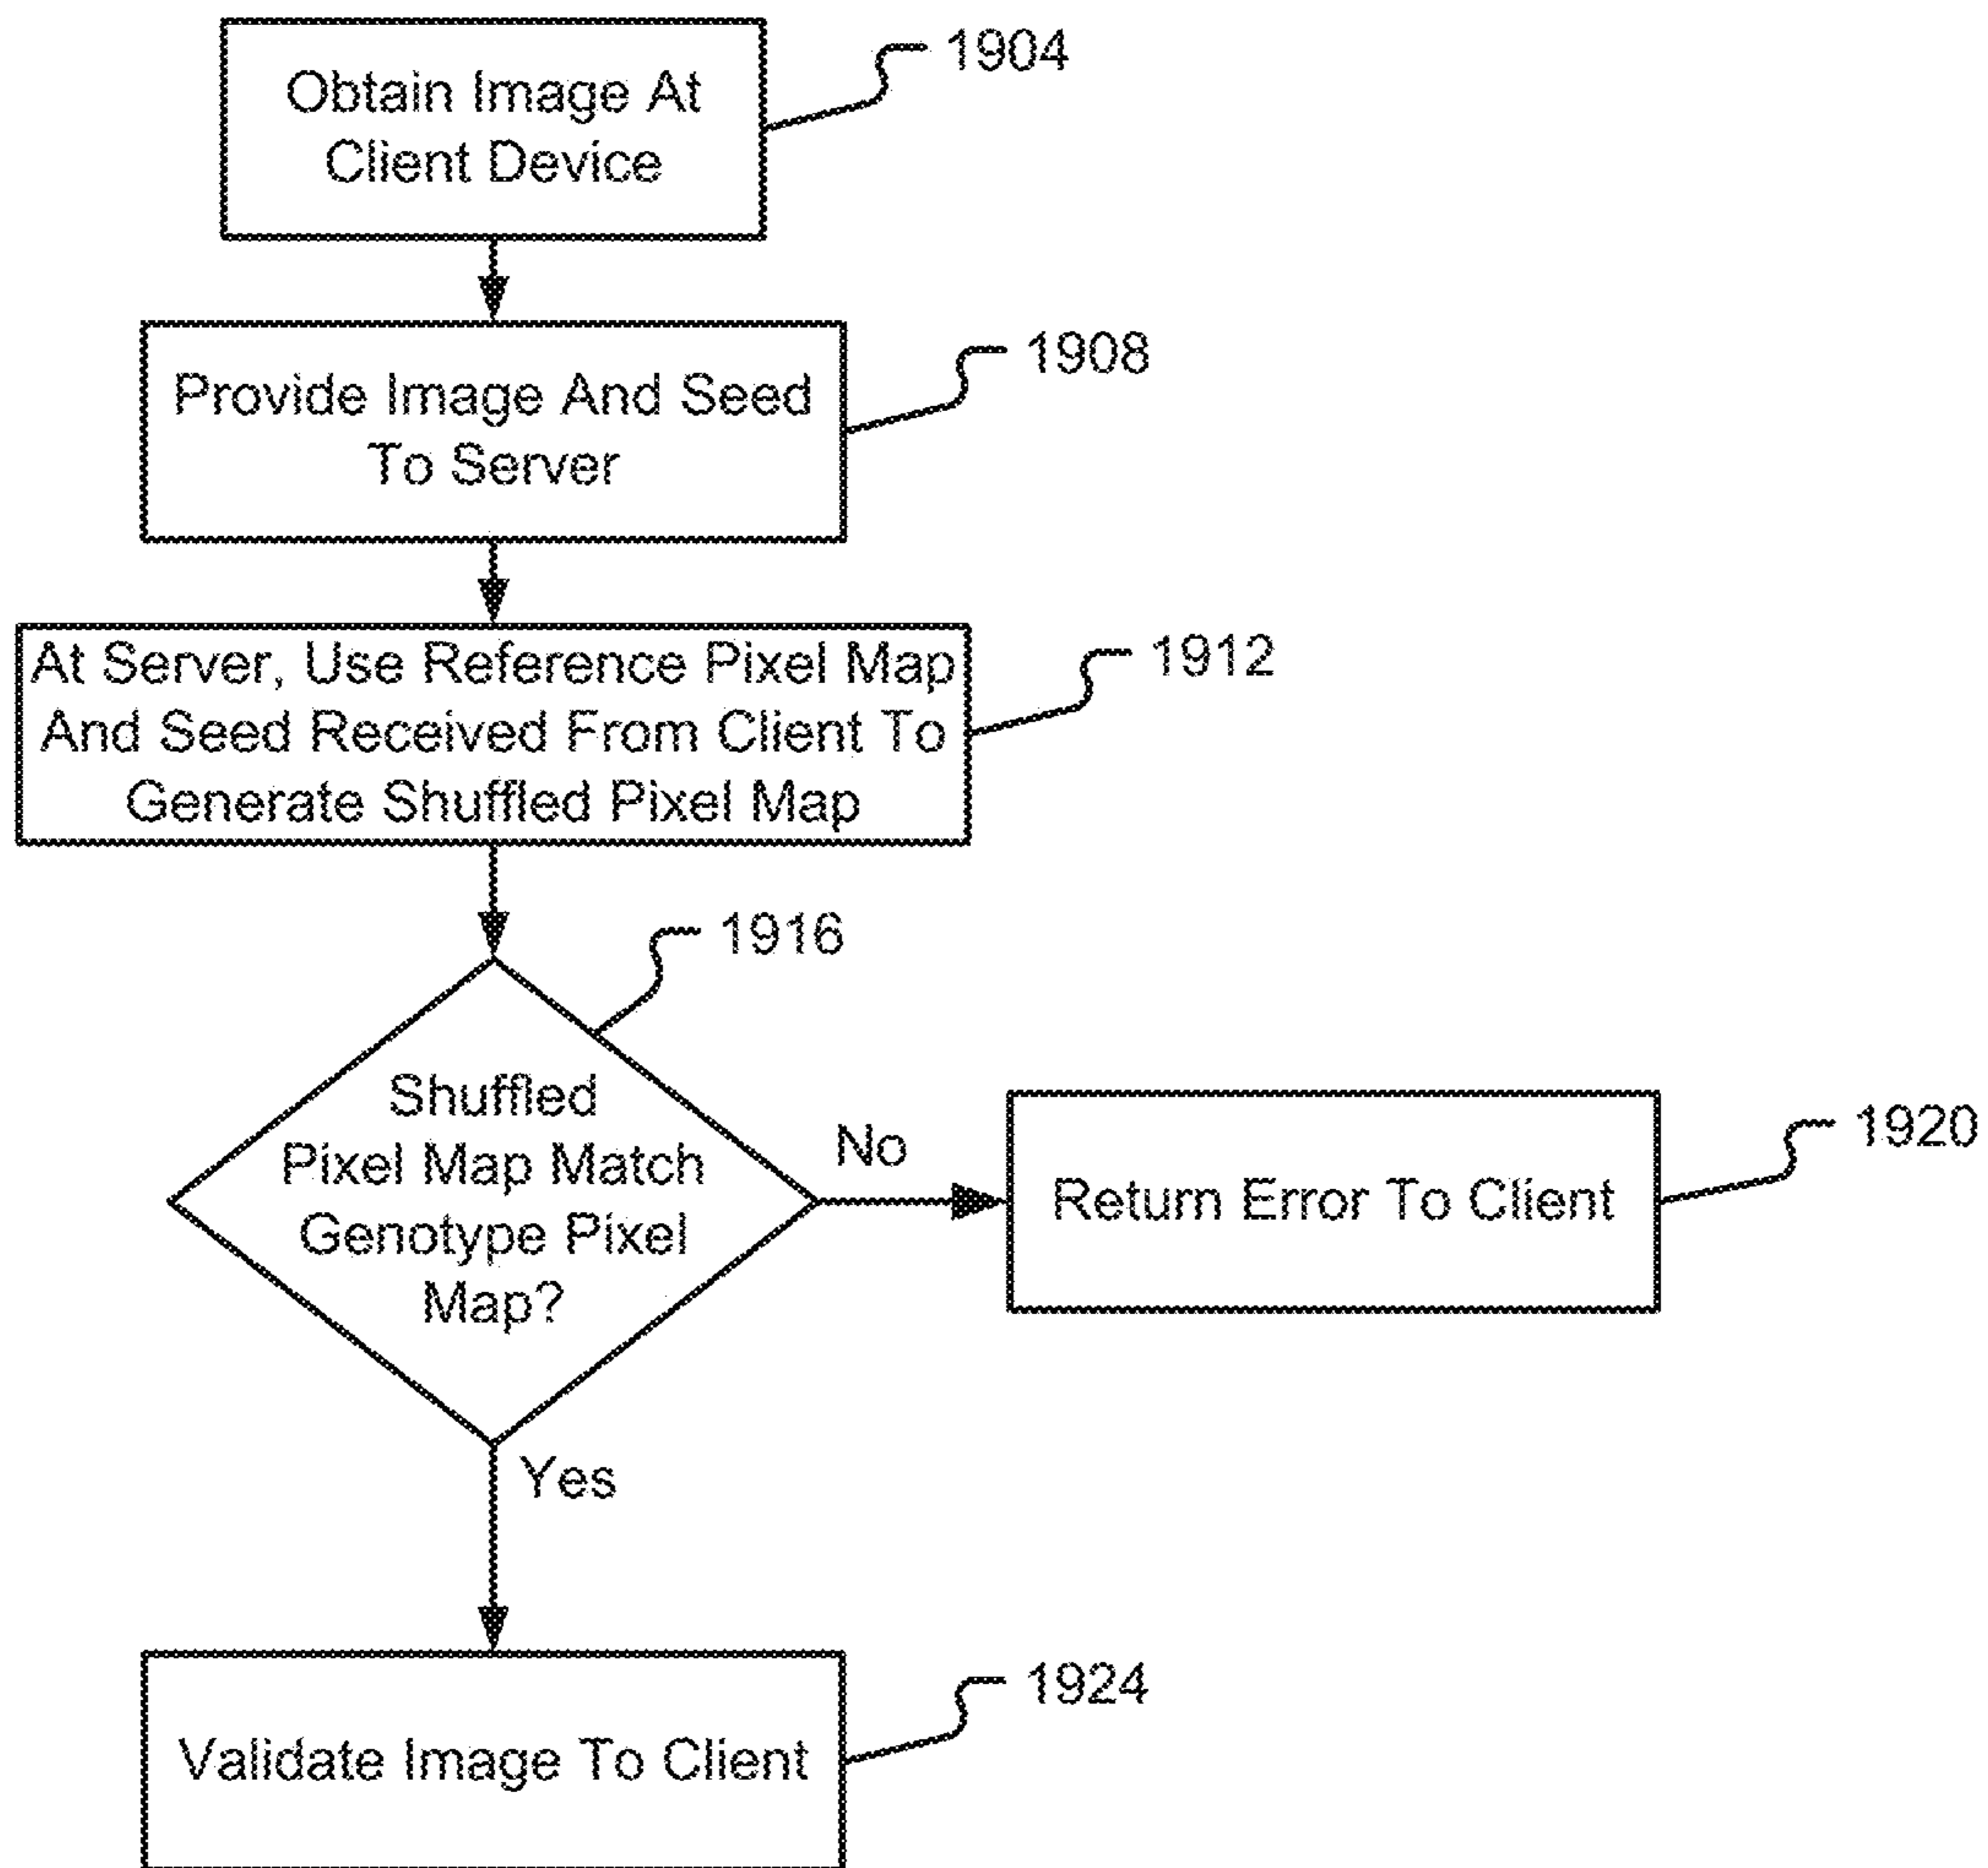 Obtain Image At
Client Device
1904
Provide Image And Seed
To Server
1908
At Server, Use Reference Pixel Map
And Seed Received From Client To
Generate Shuffled Pixel Map
1912
Shuffled
Pixel Map Match
Genotype Pixel
Map?
1916
No
Return Error To Client
1920
Yes
Validate Image To Client
1924